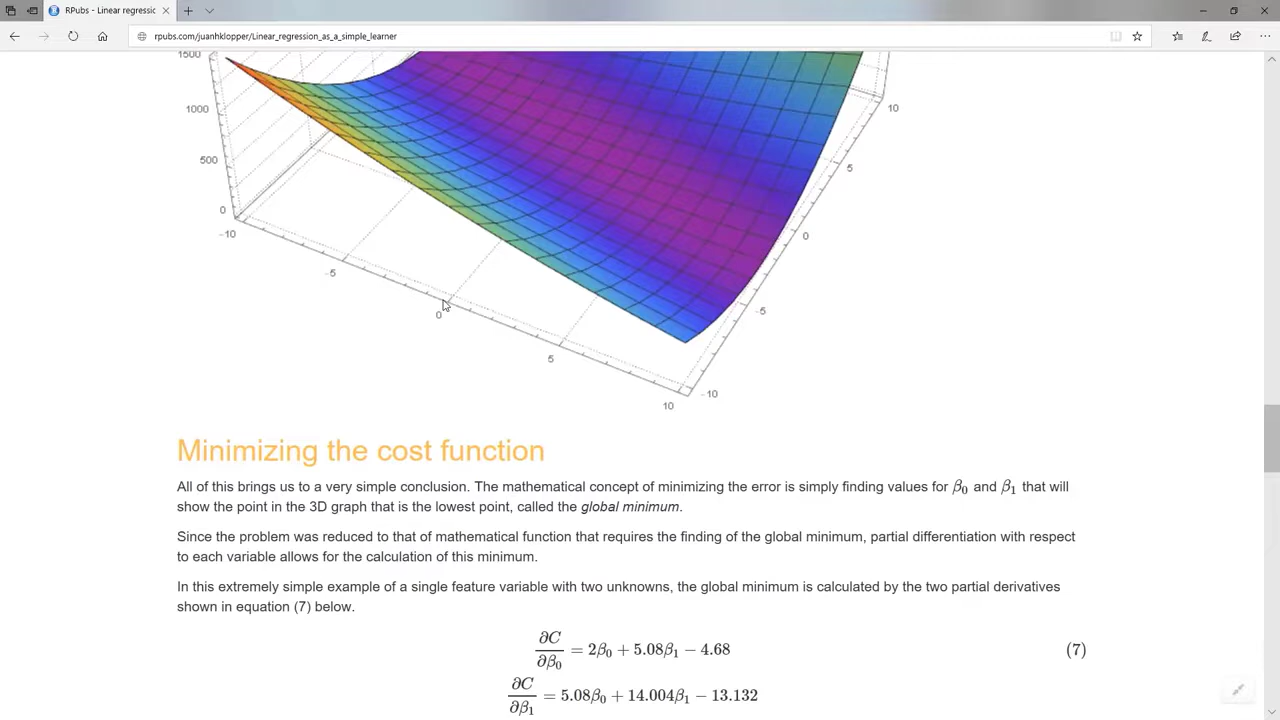 RPubs - Linear regressic
rpubs.com/juanhklopper/Linear_regression_as_a_simple_learner
1500
1000
500
0
-10
-5
0
5
10
10
5
0
-5
-10
Minimizing the cost function
All of this brings us to a very simple conclusion. The mathematical concept of minimizing the error is simply finding values for β₀ and β₁ that will
show the point in the 3D graph that is the lowest point, called the global minimum.
Since the problem was reduced to that of mathematical function that requires the finding of the global minimum, partial differentiation with respect
to each variable allows for the calculation of this minimum.
In this extremely simple example of a single feature variable with two unknowns, the global minimum is calculated by the two partial derivatives
shown in equation (7) below.
∂C/∂β₀ = 2β₀ + 5.08β₁ − 4.68 (7)
∂C/∂β₁ = 5.08β₀ + 14.004β₁ − 13.132